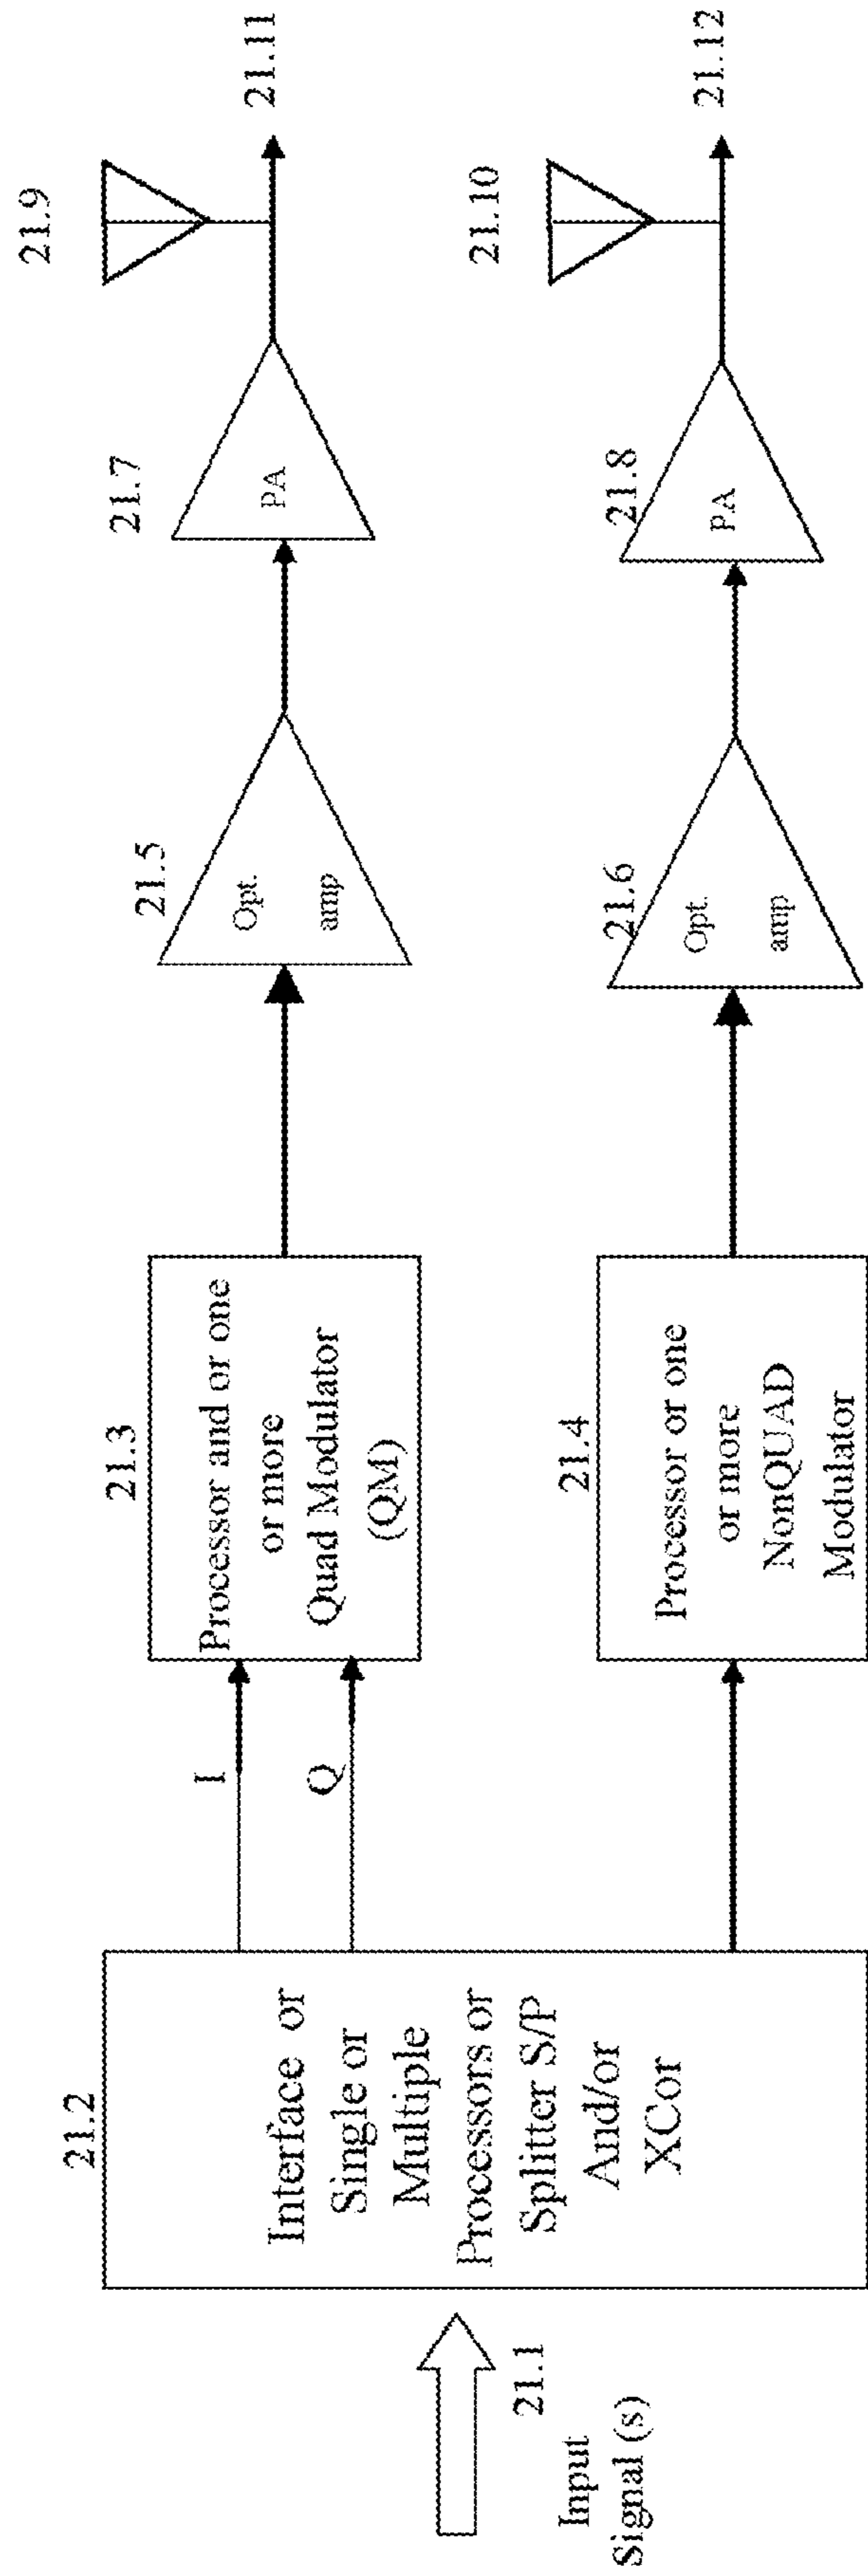 21.1
Input
Signal (s)
21.2
Interface or
Single or
Multiple
Processors or
Splitter S/P
And/or
XCor
I
Q
21.3
Processor and or one
or more
Quad Modulator
(QM)
21.5
Opt.
amp
21.7
PA
21.9
21.11
21.4
Processor or one
or more
NonQUAD
Modulator
21.6
Opt.
amp
21.8
PA
21.10
21.12